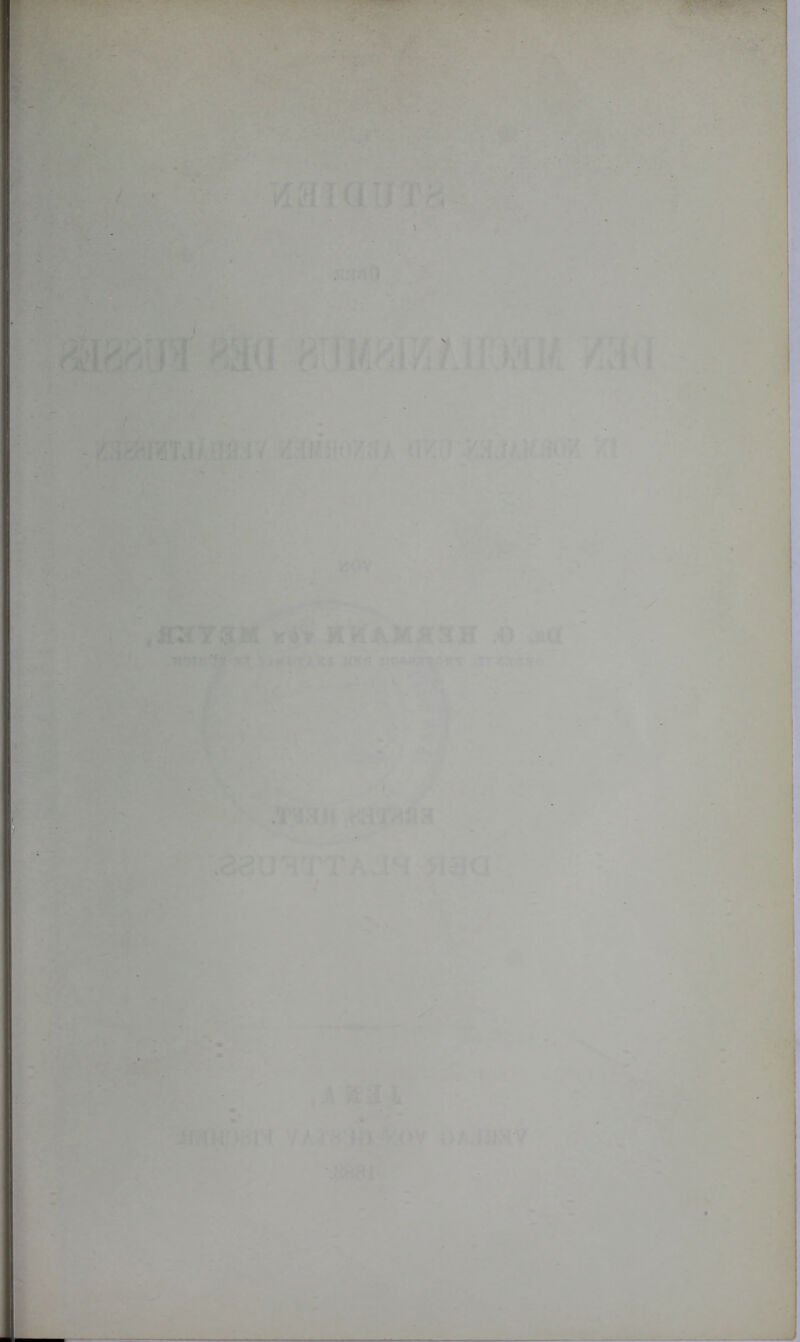 STUDIEN
ÜBER
DEN MECHANISMUS DES FUSSES
IN NORMALEN UND ABNORMEN VERHÄLTNISSEN
VON
DR. G. HERMANN VON MEYER,
ERSTES HEFT.
DER PLATTFUSS.
JENA,
VERLAG VON GUSTAV FISCHER